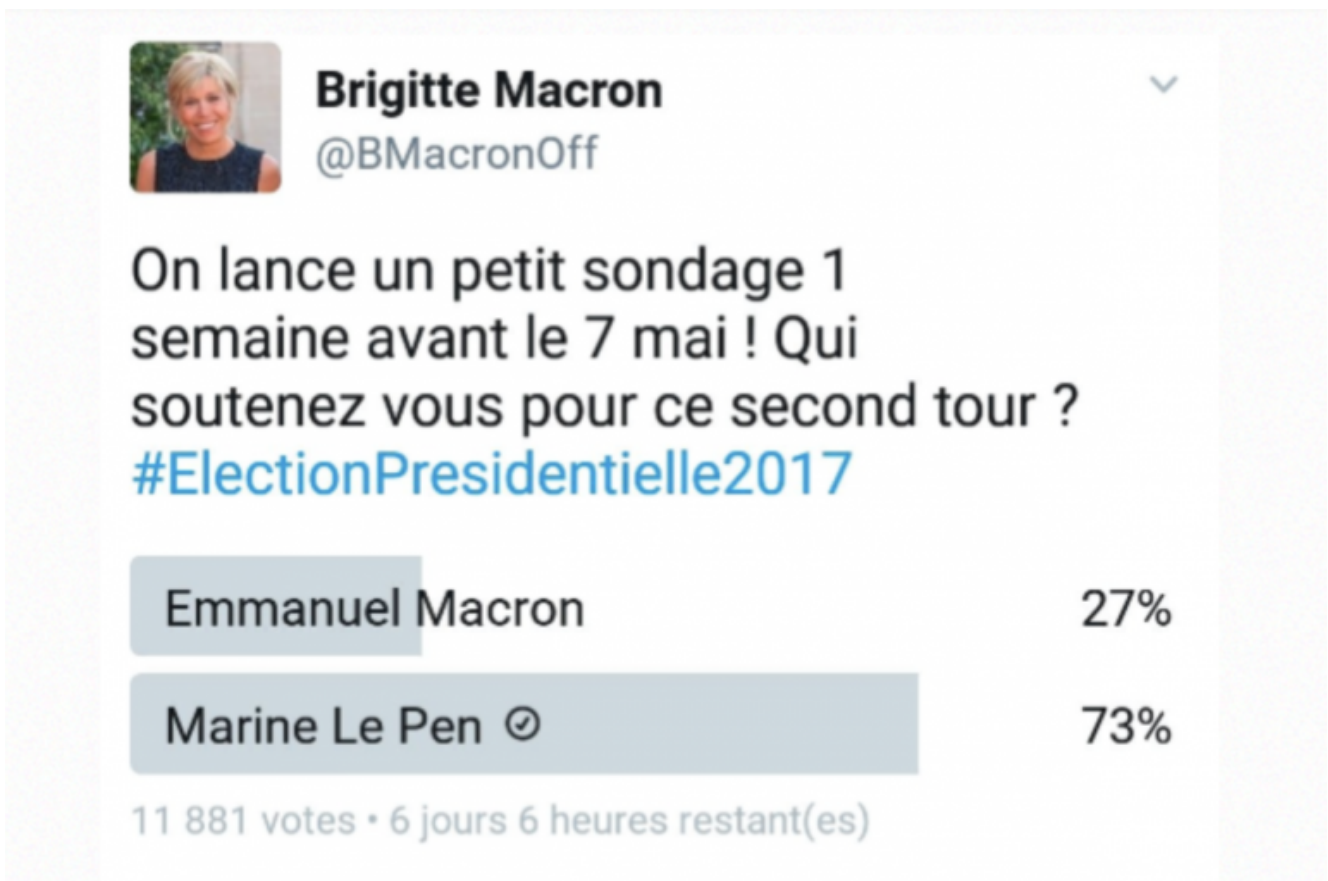 Brigitte Macron
@BMacronOff
On lance un petit sondage 1
semaine avant le 7 mai ! Qui
soutenez vous pour ce second tour ?
#ElectionPresidentielle2017
Emmanuel Macron 27%
Marine Le Pen 73%
11 881 votes • 6 jours 6 heures restant(es)